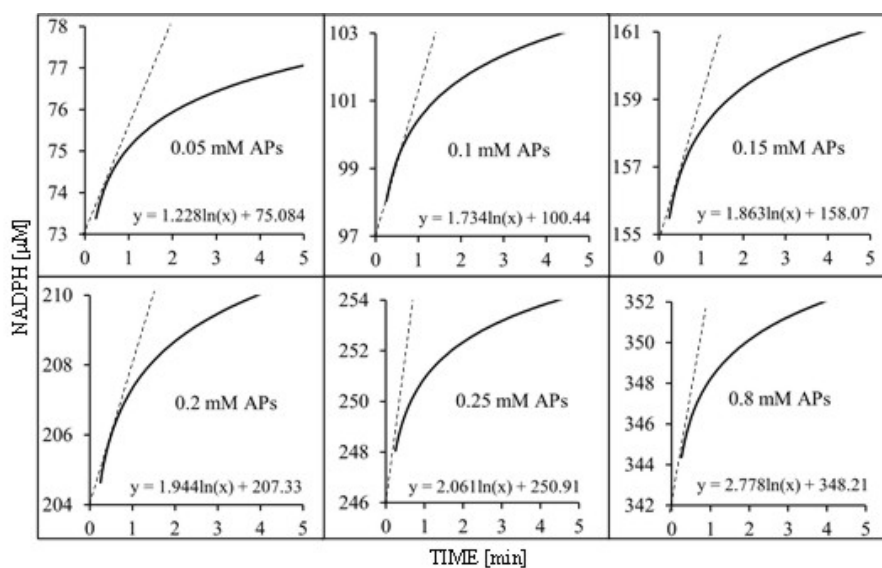 NADPH [µM]
78
77
76
75
74
73
0 1 2 3 4 5
0.05 mM APs
y = 1.228ln(x) + 75.084
103
101
99
97
0 1 2 3 4 5
0.1 mM APs
y = 1.734ln(x) + 100.44
161
159
157
155
0 1 2 3 4 5
0.15 mM APs
y = 1.863ln(x) + 158.07
210
208
206
204
0 1 2 3 4 5
0.2 mM APs
y = 1.944ln(x) + 207.33
254
252
250
248
246
0 1 2 3 4 5
0.25 mM APs
y = 2.061ln(x) + 250.91
352
350
348
346
344
342
0 1 2 3 4 5
0.8 mM APs
y = 2.778ln(x) + 348.21
TIME [min]